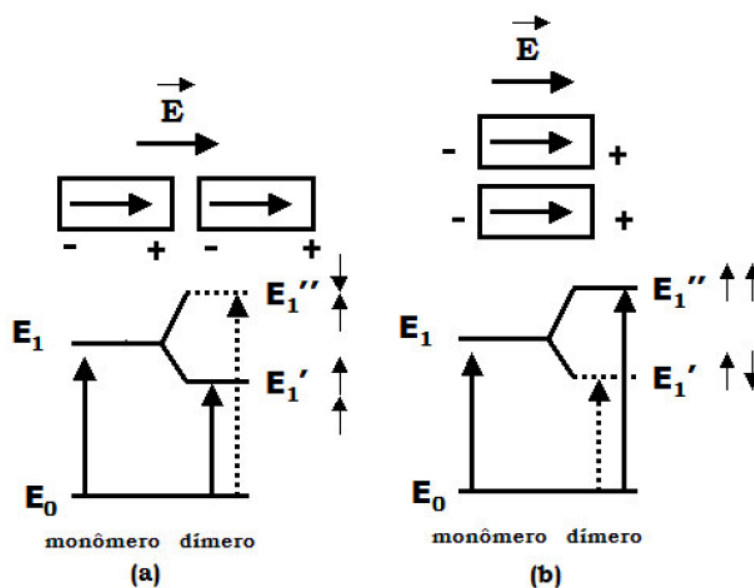 E
E
- +
- +
- + - +
E₁''
E₁
E₁'
E₀
monômero dímero
(a)
E₁''
E₁
E₁'
E₀
monômero dímero
(b)